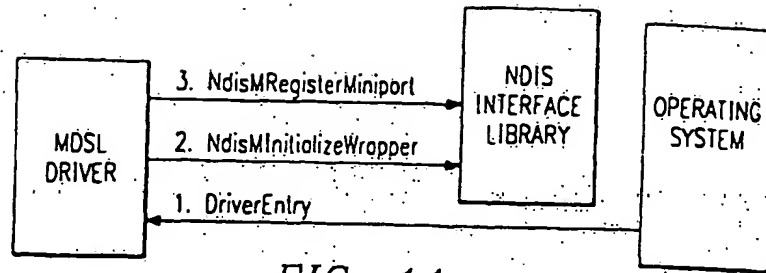 3. NdisMRegisterMiniport
NDIS
INTERFACE
LIBRARY
OPERATING
SYSTEM
MDSL
DRIVER
2. NdisMInitializeWrapper
1. DriverEntry